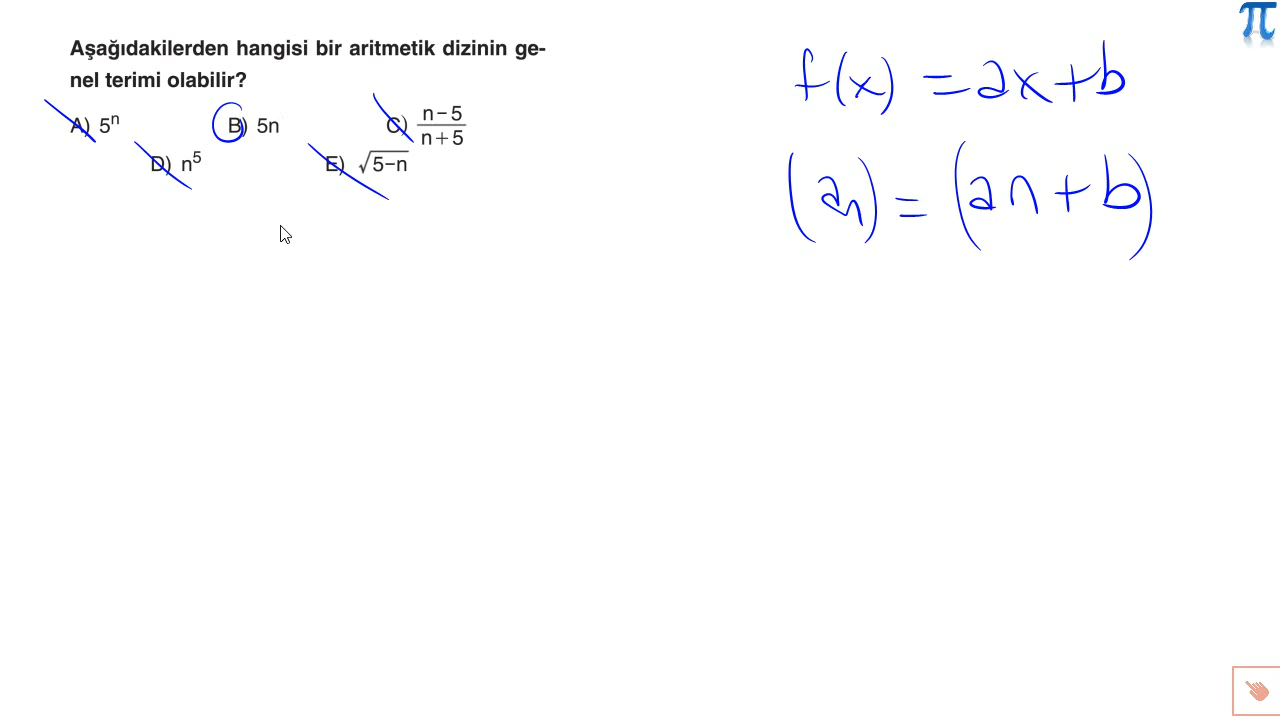 Aşağıdakilerden hangisi bir aritmetik dizinin ge-
nel terimi olabilir?
A) 5ⁿ B) 5n C) (n−5)/(n+5)
D) n⁵ E) √(5−n)
f(x) = ax+b
(aₙ) = (an+b)
π